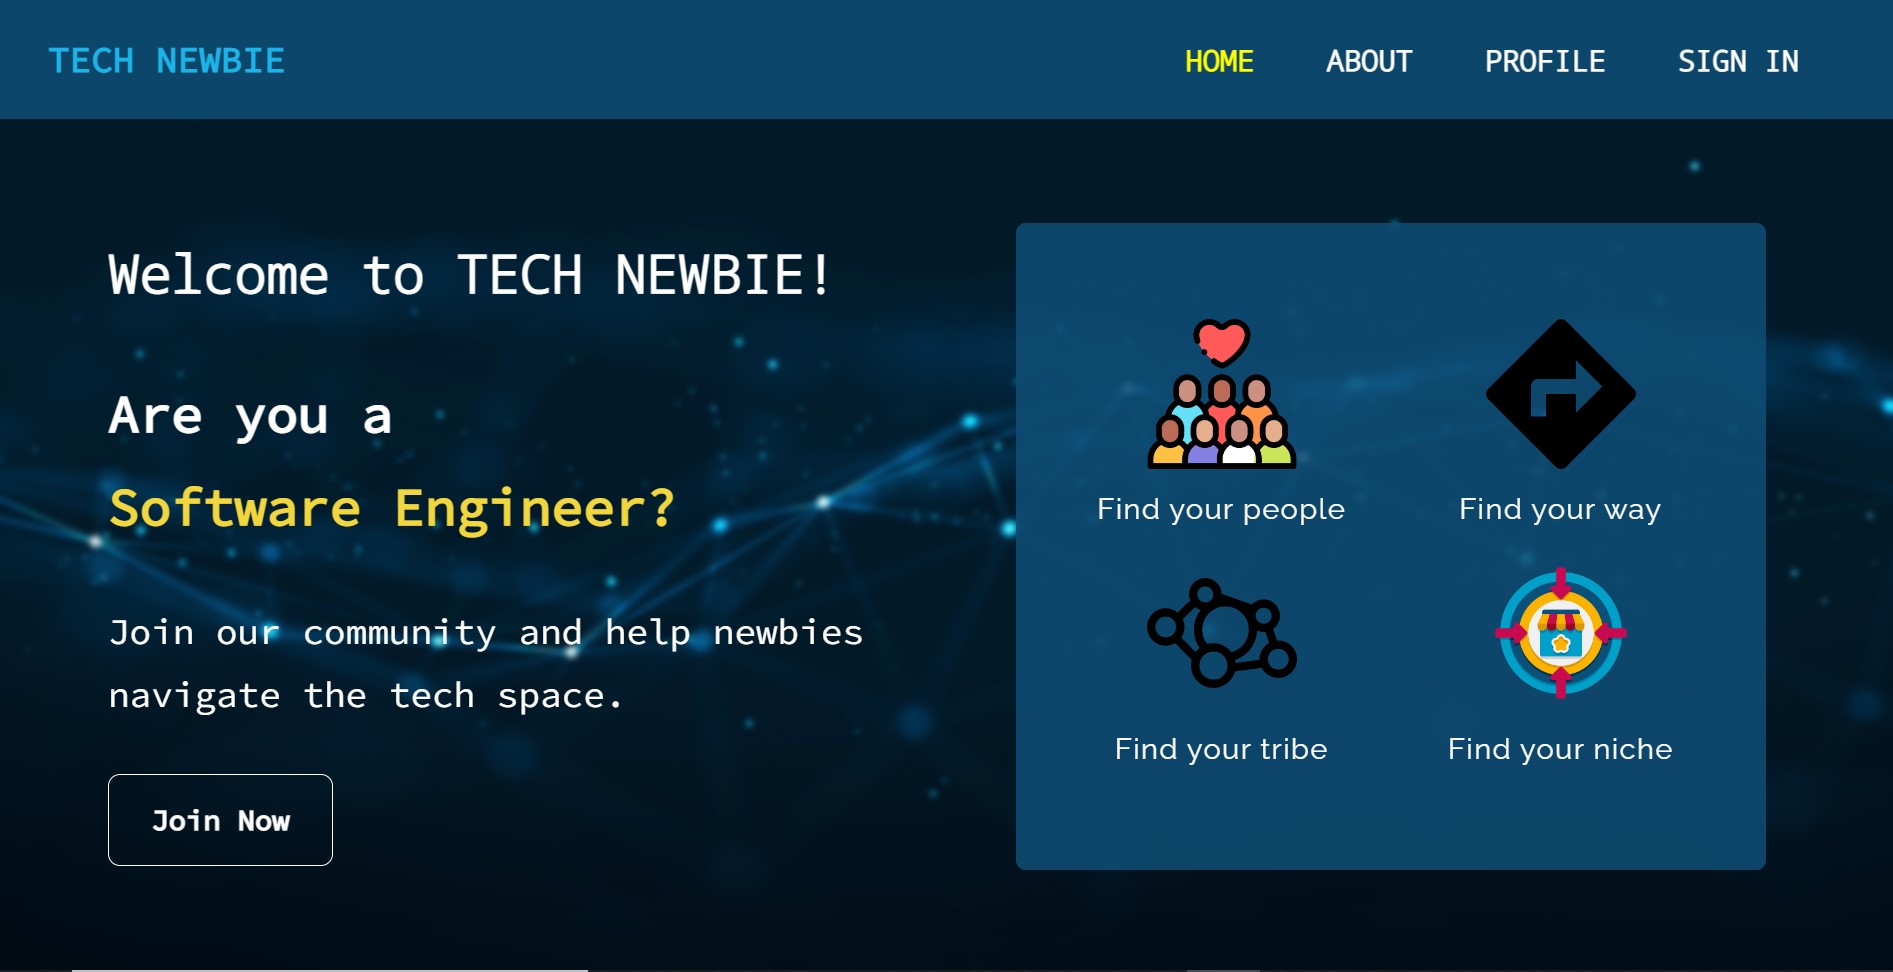 TECH NEWBIE
HOME ABOUT PROFILE SIGN IN
Welcome to TECH NEWBIE!
Are you a
Software Engineer?
Join our community and help newbies
navigate the tech space.
Join Now
Find your people
Find your way
Find your tribe
Find your niche